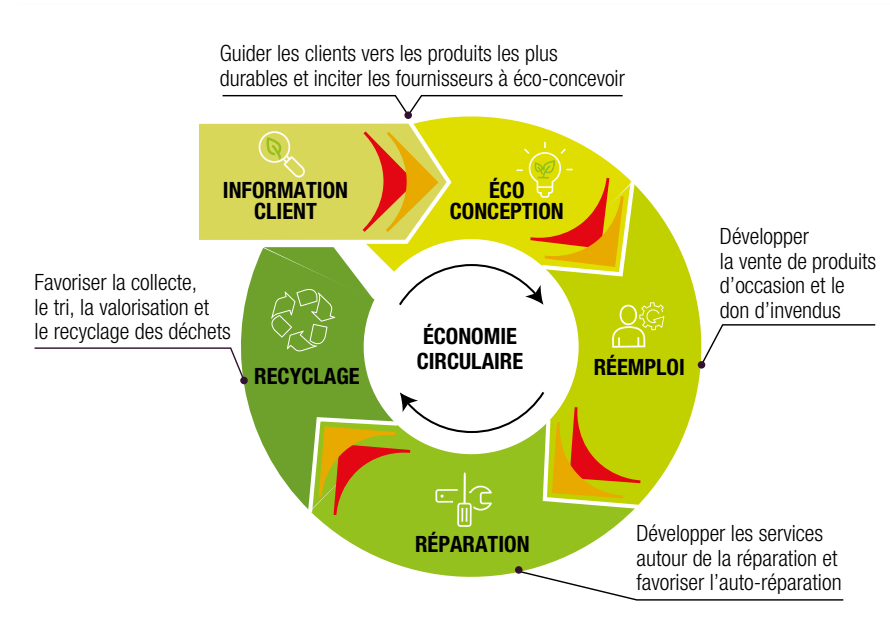 Guider les clients vers les produits les plus
durables et inciter les fournisseurs à éco-concevoir
INFORMATION
CLIENT
ÉCO
CONCEPTION
Développer
la vente de produits
d’occasion et le
don d’invendus
Favoriser la collecte,
le tri, la valorisation et
le recyclage des déchets
ÉCONOMIE
CIRCULAIRE
RÉEMPLOI
RECYCLAGE
RÉPARATION
Développer les services
autour de la réparation et
favoriser l’auto-réparation